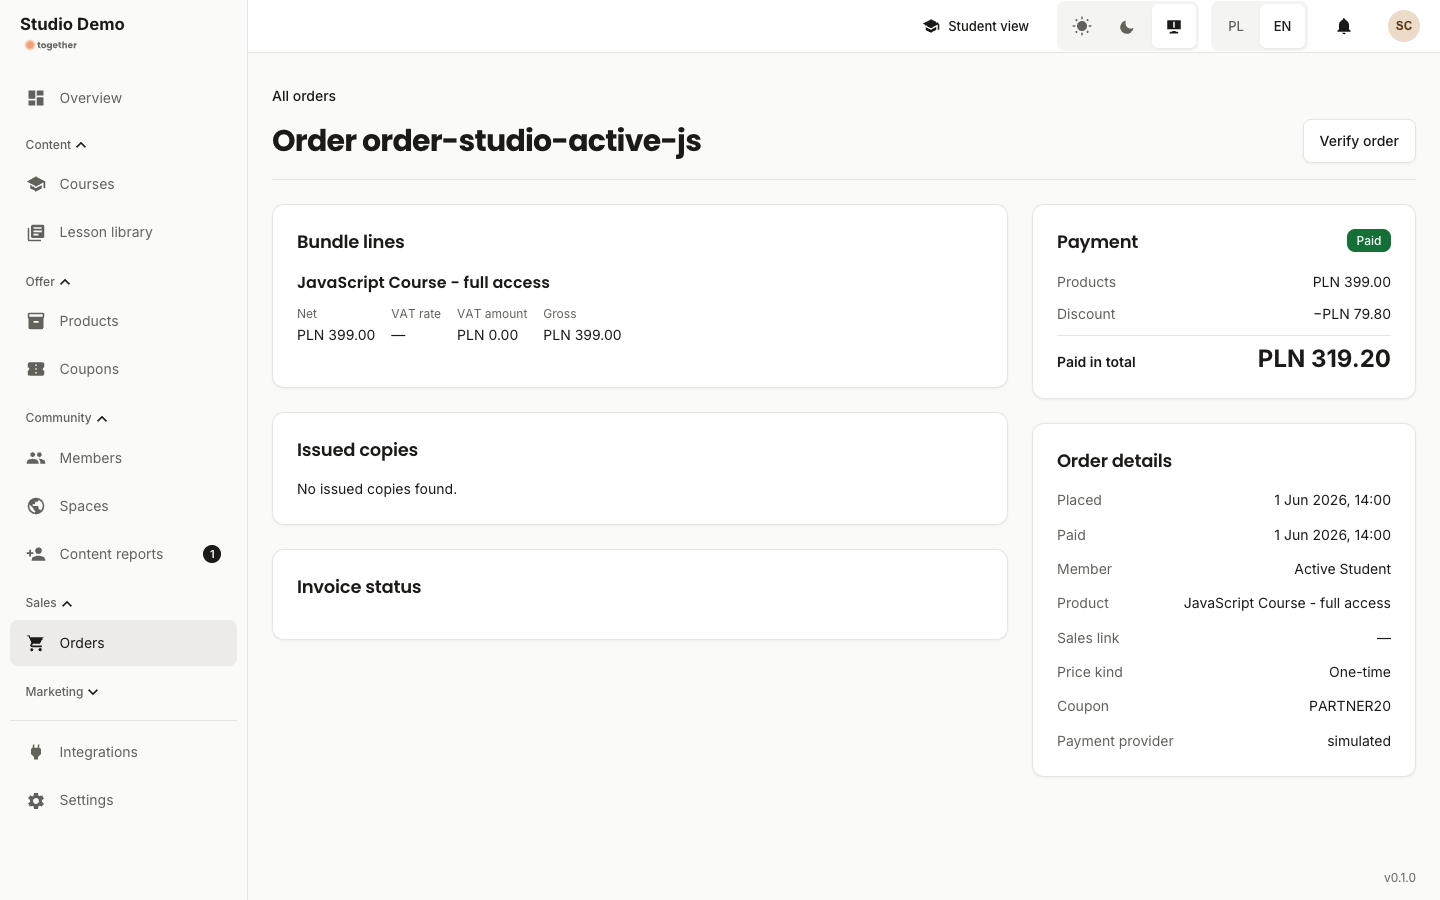 Studio Demo
together
Student view
PL
EN
SC
Overview
Content
Courses
Lesson library
Offer
Products
Coupons
Community
Members
Spaces
Content reports
1
Sales
Orders
Marketing
Integrations
Settings
All orders
Order order-studio-active-js
Verify order
Bundle lines
JavaScript Course - full access
Net VAT rate VAT amount Gross
PLN 399.00 — PLN 0.00 PLN 399.00
Issued copies
No issued copies found.
Invoice status
Payment
Paid
Products PLN 399.00
Discount −PLN 79.80
Paid in total PLN 319.20
Order details
Placed 1 Jun 2026, 14:00
Paid 1 Jun 2026, 14:00
Member Active Student
Product JavaScript Course - full access
Sales link —
Price kind One-time
Coupon PARTNER20
Payment provider simulated
v0.1.0